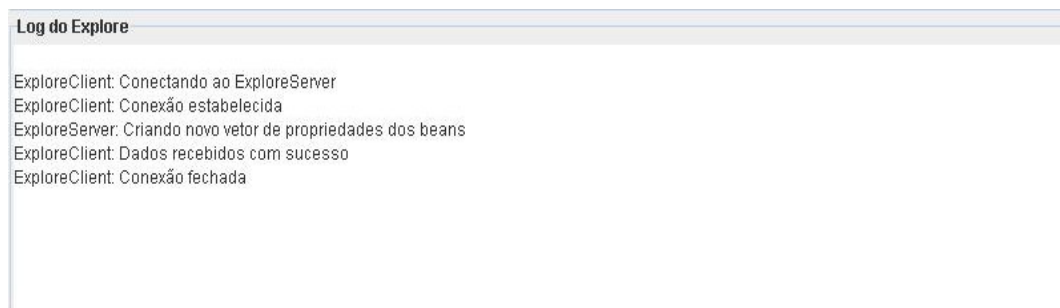 Log do Explore
ExploreClient: Conectando ao ExploreServer
ExploreClient: Conexão estabelecida
ExploreServer: Criando novo vetor de propriedades dos beans
ExploreClient: Dados recebidos com sucesso
ExploreClient: Conexão fechada